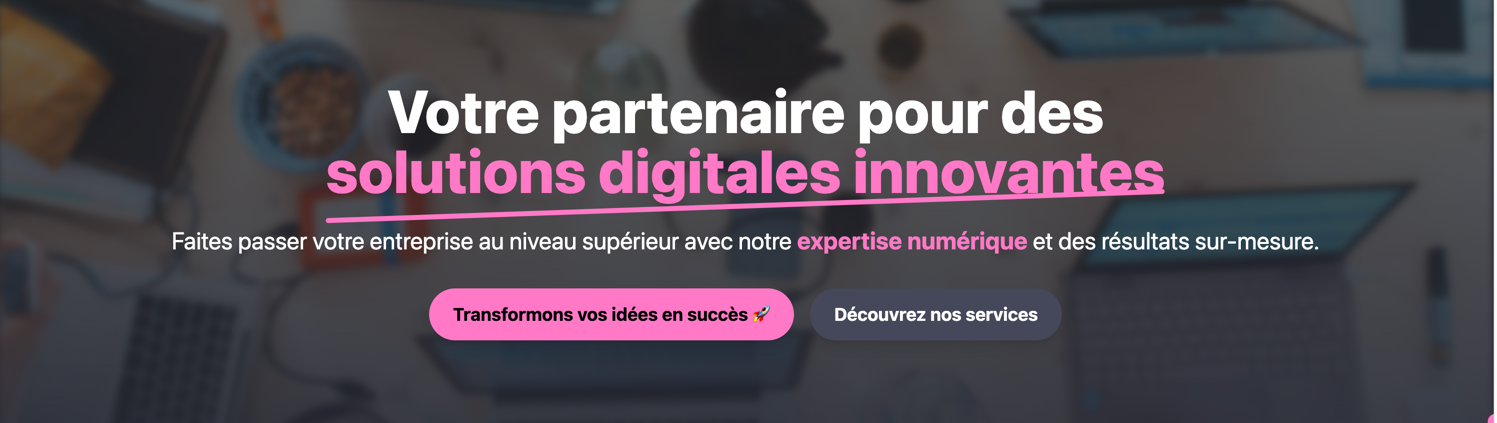 Votre partenaire pour des
solutions digitales innovantes
Faites passer votre entreprise au niveau supérieur avec notre expertise numérique et des résultats sur-mesure.
Transformons vos idées en succès 🚀
Découvrez nos services